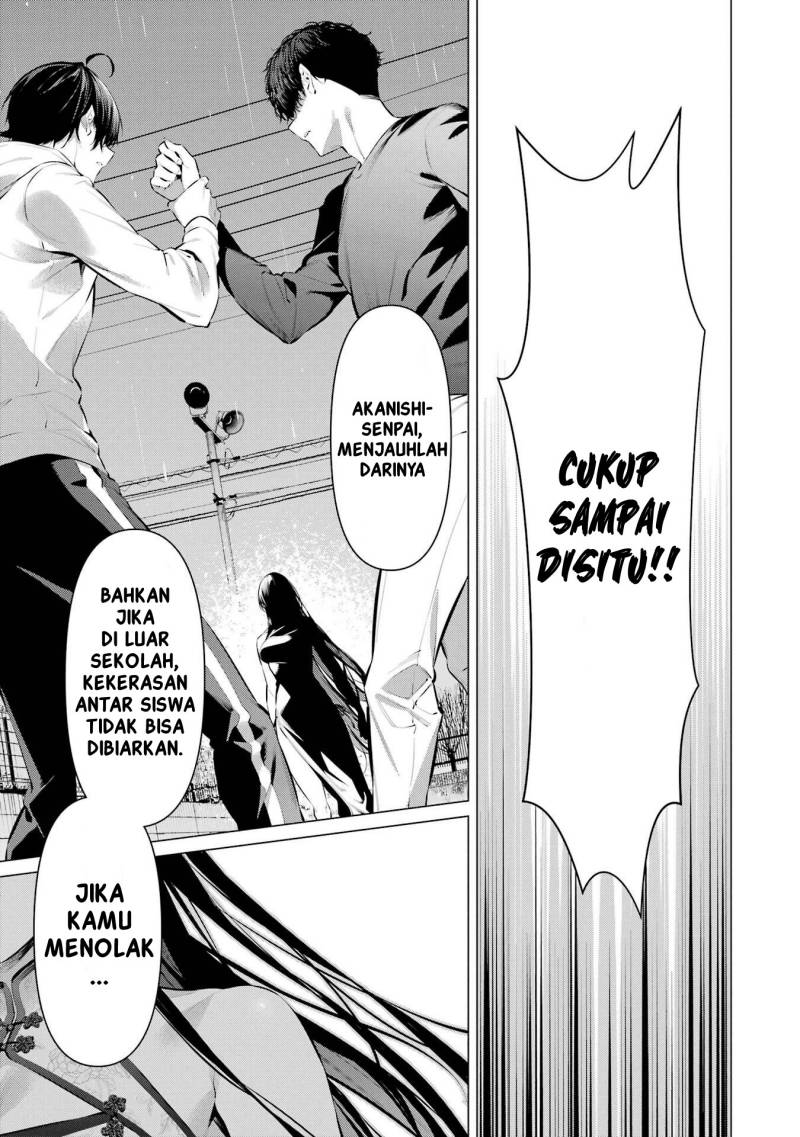 CUKUP
SAMPAI
DISITU!!
AKANISHI-
SENPAI,
MENJAUHLAH
DARINYA
BAHKAN
JIKA
DI LUAR
SEKOLAH,
KEKERASAN
ANTAR SISWA
TIDAK BISA
DIBIARKAN.
JIKA
KAMU
MENOLAK
...